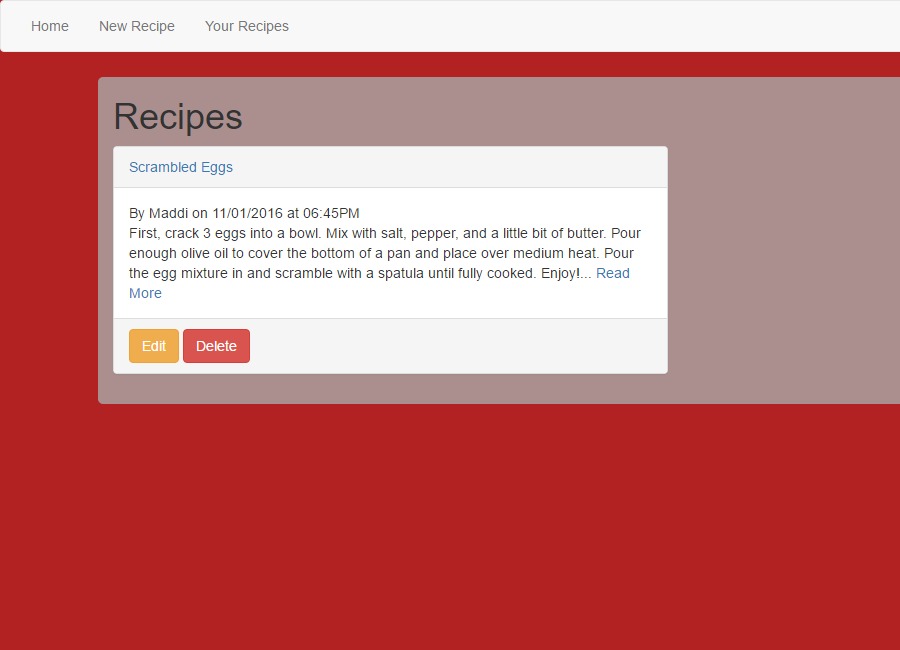 Home New Recipe Your Recipes
Recipes
Scrambled Eggs
By Maddi on 11/01/2016 at 06:45PM
First, crack 3 eggs into a bowl. Mix with salt, pepper, and a little bit of butter. Pour
enough olive oil to cover the bottom of a pan and place over medium heat. Pour
the egg mixture in and scramble with a spatula until fully cooked. Enjoy!... Read
More
Edit Delete